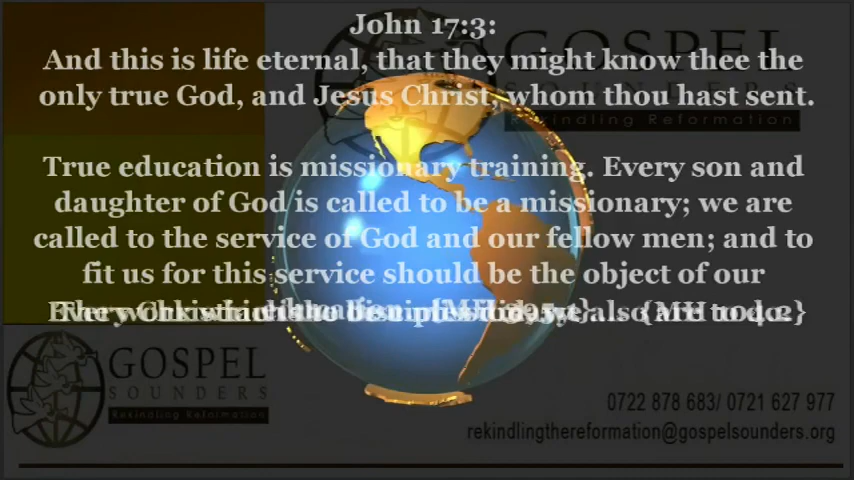 John 17:3:
And this is life eternal, that they might know thee the
only true God, and Jesus Christ, whom thou hast sent.
True education is missionary training. Every son and
daughter of God is called to be a missionary; we are
called to the service of God and our fellow men; and to
fit us for this service should be the object of our
GOSPEL
SOUNDERS
Rekindling Reformation
GOSPEL
SOUNDERS
Rekindling Reformation
0722 878 683/ 0721 627 977
rekindlingthereformation@gospelsounders.org